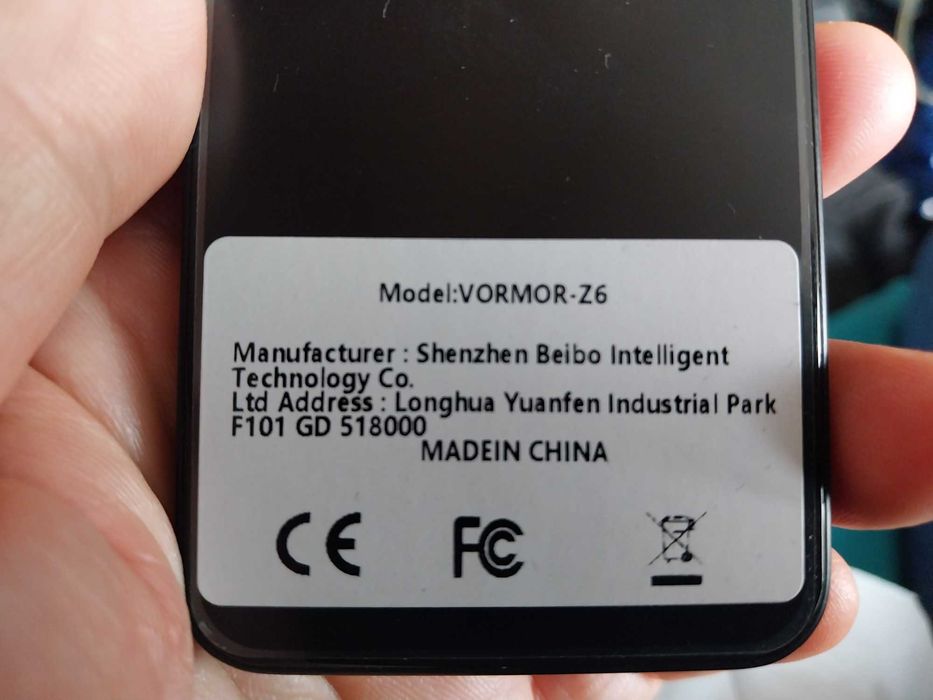 Model:VORMOR-Z6
Manufacturer : Shenzhen Beibo Intelligent
Technology Co.
Ltd Address : Longhua Yuanfen Industrial Park
F101 GD 518000
MADEIN CHINA
CE FC